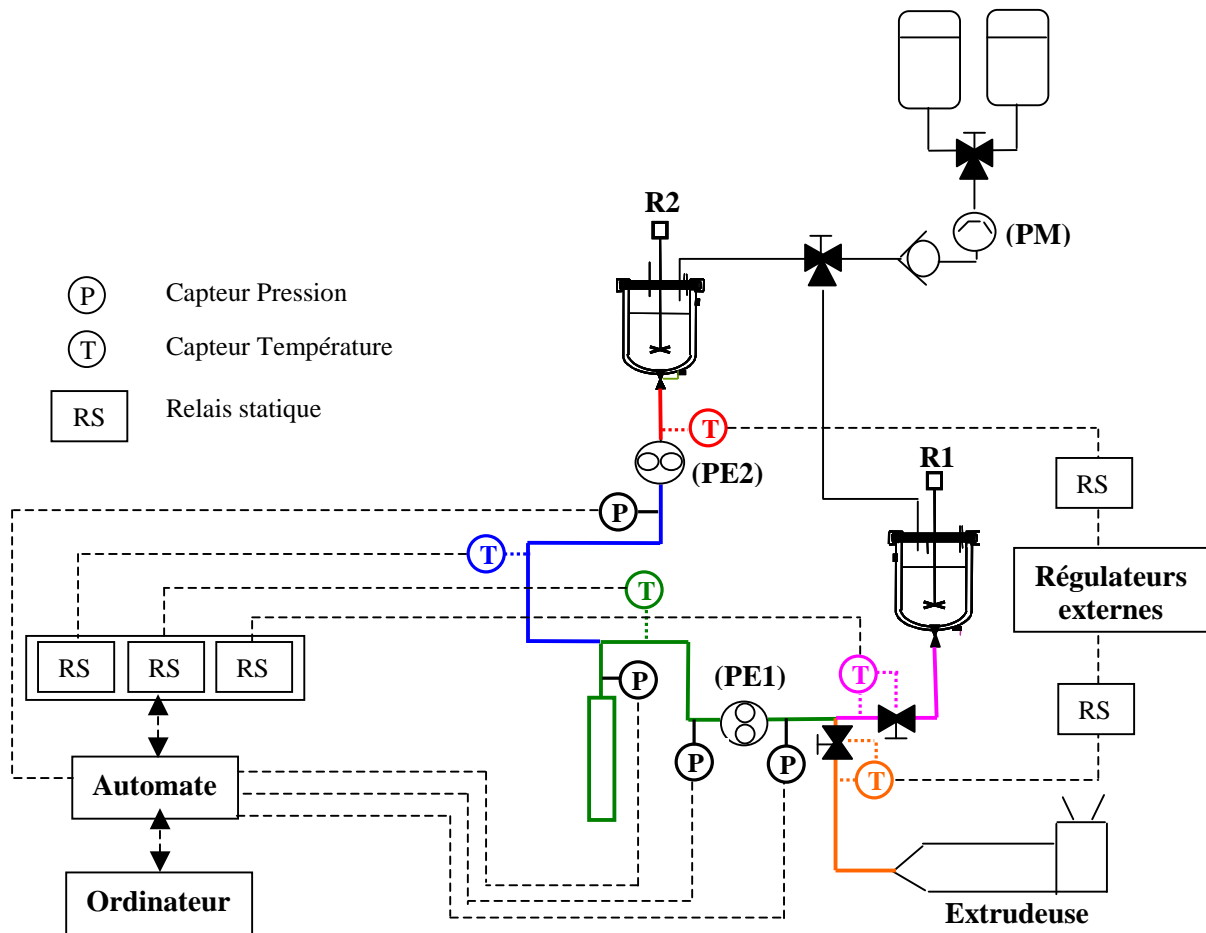 R2
(PM)
P Capteur Pression
T Capteur Température
RS Relais statique
T
(PE2)
R1
RS
P
T
T
Régulateurs
externes
RS
RS
RS
P
(PE1)
T
RS
P
P
T
Automate
Ordinateur
Extrudeuse